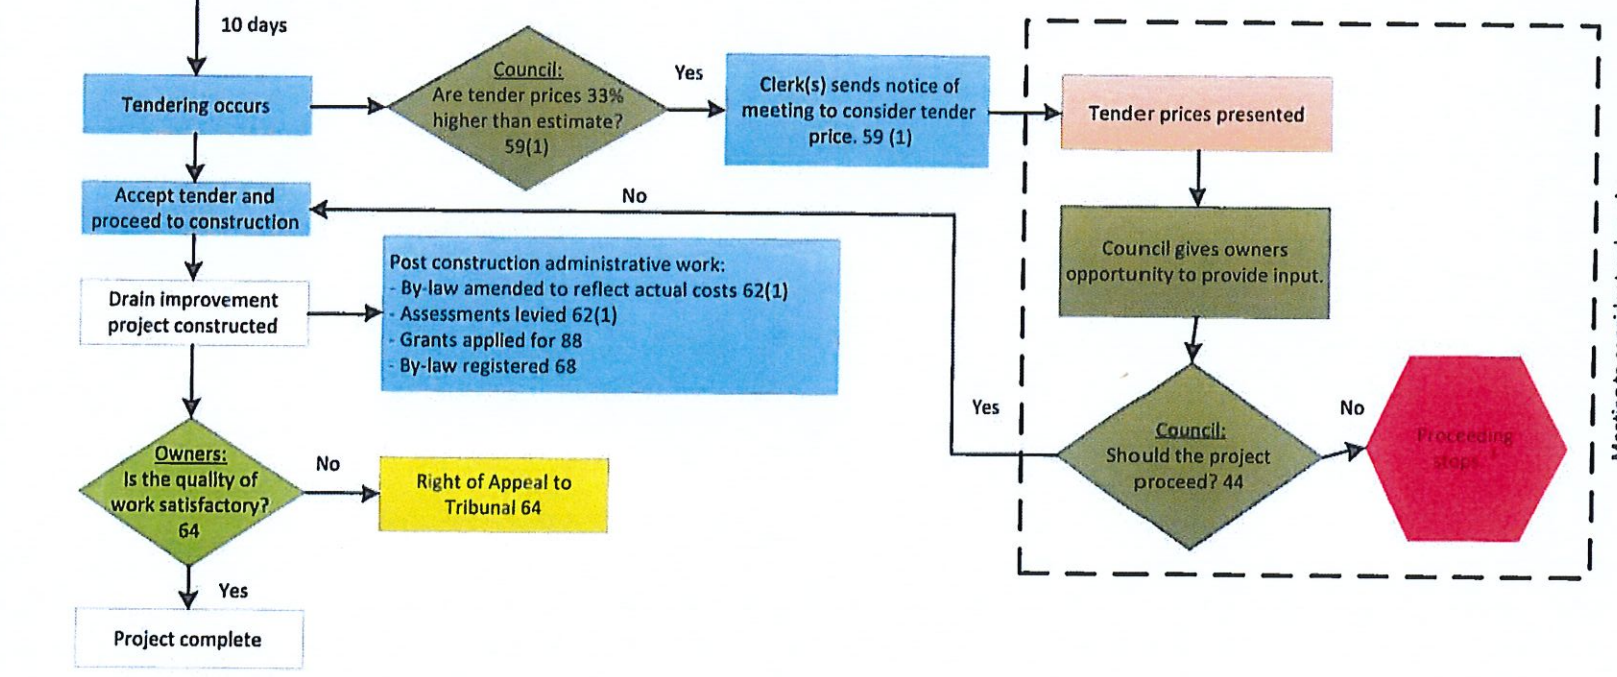 10 days
Tendering occurs
Council:
Are tender prices 33%
higher than estimate?
59(1)
Yes
Clerk(s) sends notice of
meeting to consider tender
price. 59 (1)
Tender prices presented
No
Accept tender and
proceed to construction
Council gives owners
opportunity to provide input.
Post construction administrative work:
- By-law amended to reflect actual costs 62(1)
- Assessments levied 62(1)
- Grants applied for 88
- By-law registered 68
Drain improvement
project constructed
Yes
Council:
Should the project
proceed? 44
No
Proceeding
stops
Owners:
Is the quality of
work satisfactory?
64
No
Right of Appeal to
Tribunal 64
Yes
Project complete